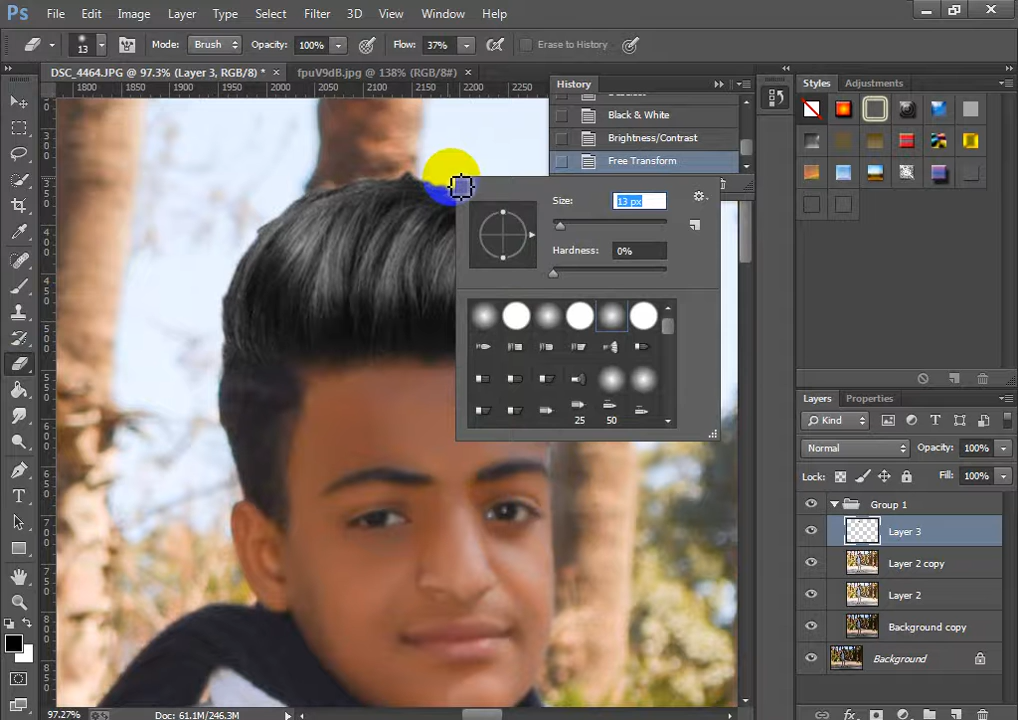 Ps File Edit Image Layer Type Select Filter 3D View Window Help
13 Mode: Brush Opacity: 100% Flow: 37% Erase to History
DSC_4464.JPG @ 97.3% (Layer 3, RGB/8) * × fpuV9dB.jpg @ 138% (RGB/8#) ×
1800 1850 1900 1950 2000 2050 2100 2150 2200 2250
History
Black & White
Brightness/Contrast
Free Transform
Size: 13 px
Hardness: 0%
25 50
Styles Adjustments
Layers Properties
Kind
Normal Opacity: 100%
Lock: Fill: 100%
Group 1
Layer 3
Layer 2 copy
Layer 2
Background copy
Background
T
fx
97.27% Doc: 61.1M/246.3M